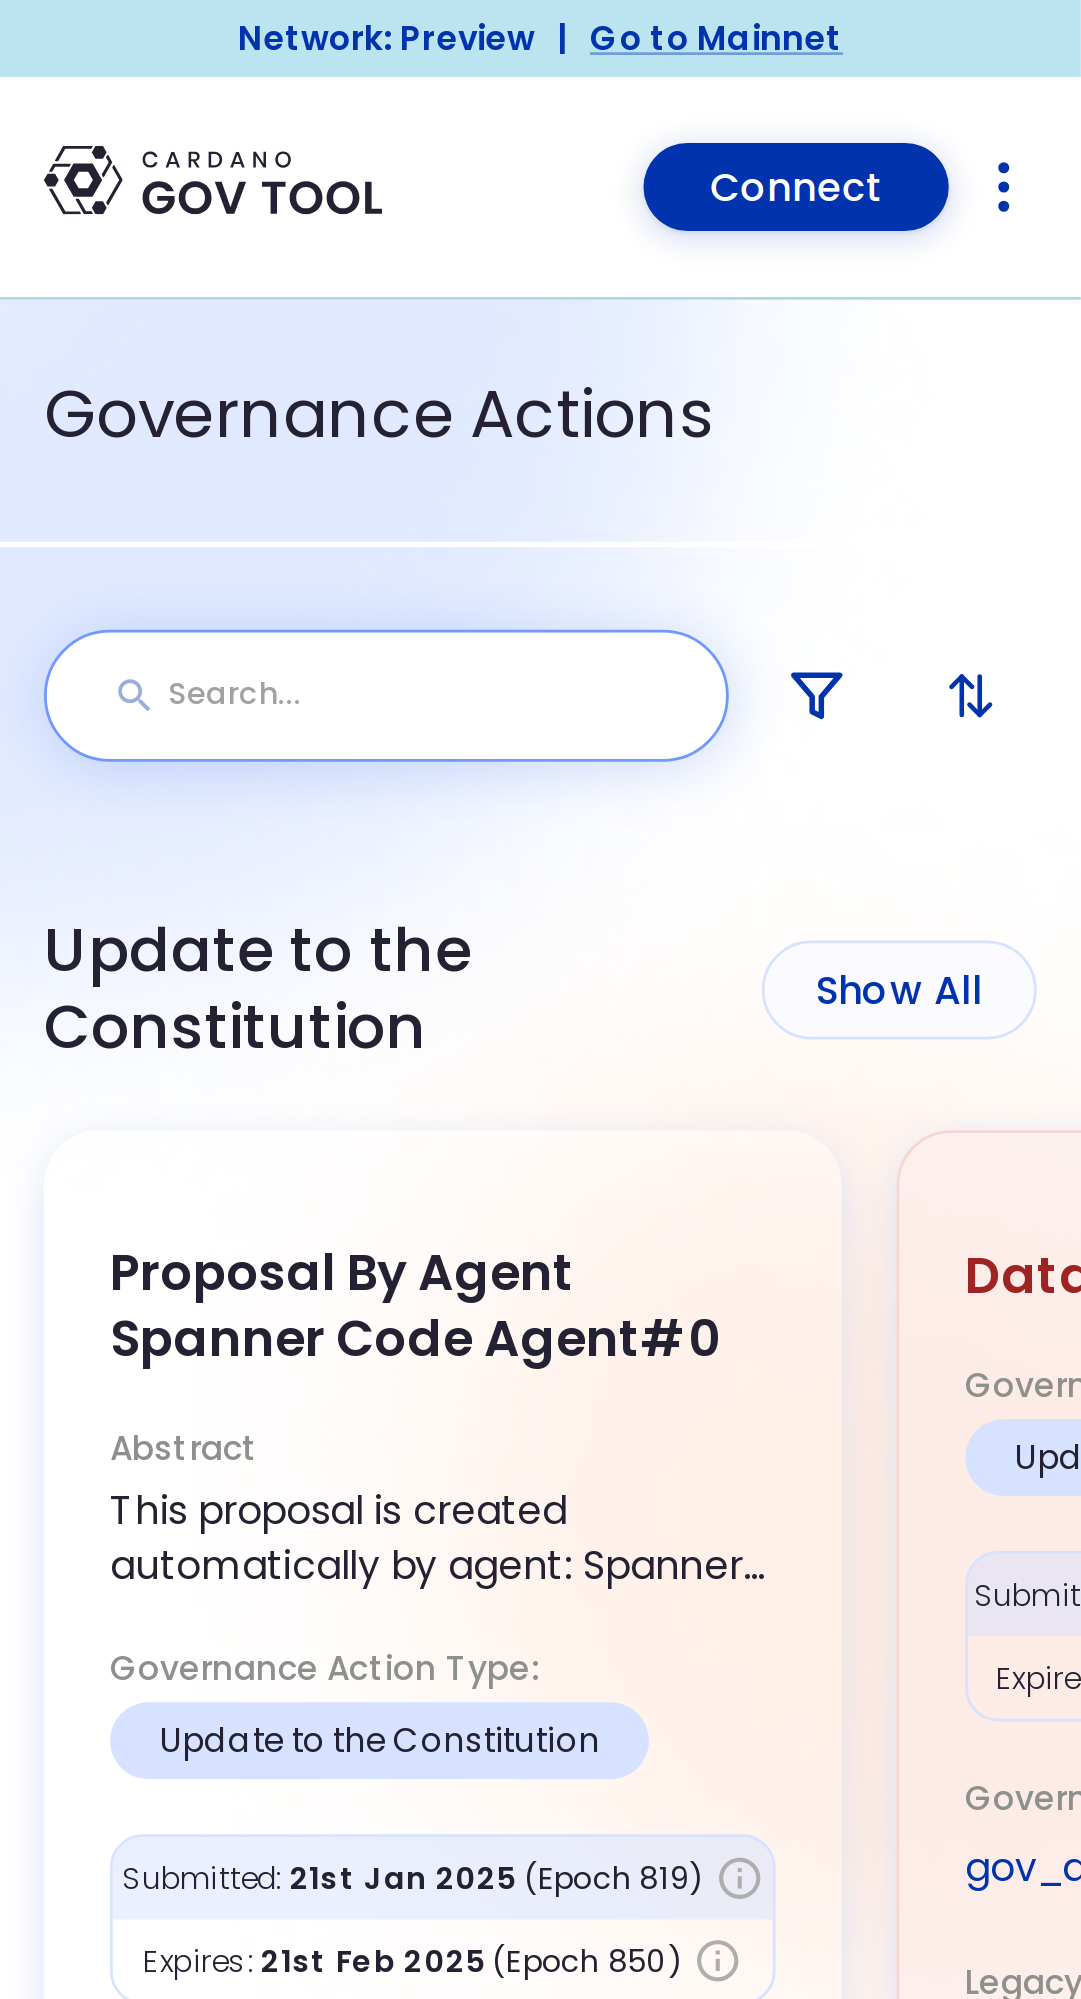 Network: Preview | Go to Mainnet
CARDANO
GOV TOOL
Connect
Governance Actions
Search...
Update to the
Constitution
Show All
Proposal By Agent
Spanner Code Agent#0
Abstract
This proposal is created
automatically by agent: Spanner...
Governance Action Type:
Update to the Constitution
Submitted: 21st Jan 2025 (Epoch 819)
Expires: 21st Feb 2025 (Epoch 850)
Data
Govern
Upd
Submit
Expire
Govern
gov_a
Legacy